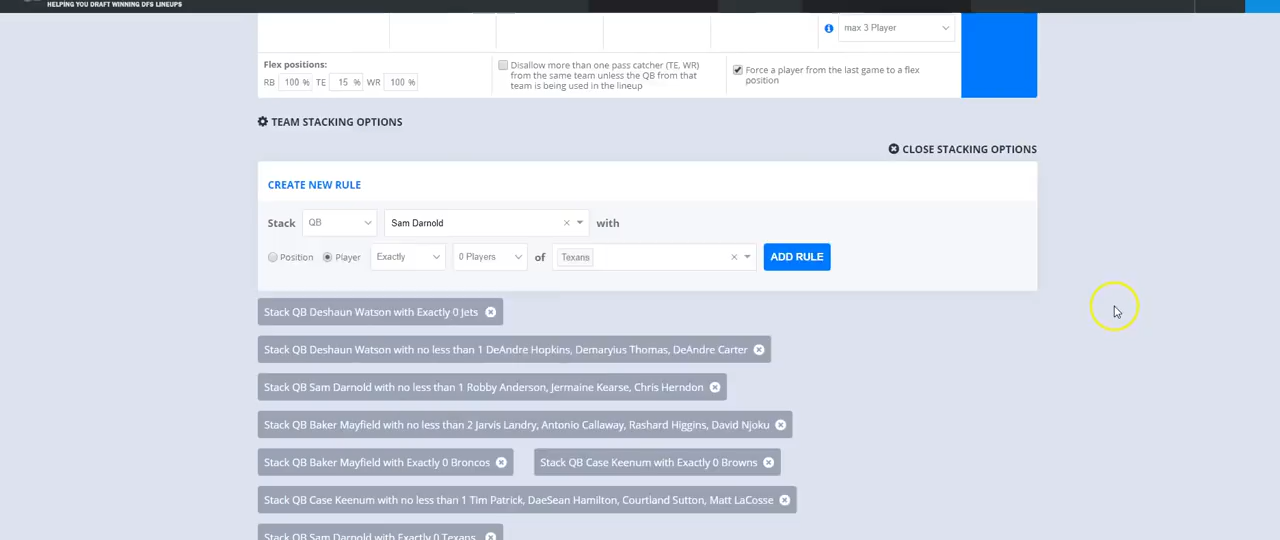 HELPING YOU DRAFT WINNING DFS LINEUPS
max 3 Player
Flex positions:
RB 100 % TE 15 % WR 100 %
Disallow more than one pass catcher (TE, WR)
from the same team unless the QB from that
team is being used in the lineup
Force a player from the last game to a flex
position
TEAM STACKING OPTIONS
CLOSE STACKING OPTIONS
CREATE NEW RULE
Stack QB Sam Darnold with
Position Player Exactly 0 Players of Texans ADD RULE
Stack QB Deshaun Watson with Exactly 0 Jets
Stack QB Deshaun Watson with no less than 1 DeAndre Hopkins, Demaryius Thomas, DeAndre Carter
Stack QB Sam Darnold with no less than 1 Robby Anderson, Jermaine Kearse, Chris Herndon
Stack QB Baker Mayfield with no less than 2 Jarvis Landry, Antonio Callaway, Rashard Higgins, David Njoku
Stack QB Baker Mayfield with Exactly 0 Broncos Stack QB Case Keenum with Exactly 0 Browns
Stack QB Case Keenum with no less than 1 Tim Patrick, DaeSean Hamilton, Courtland Sutton, Matt LaCosse
Stack QB Sam Darnold with Exactly 0 Texans